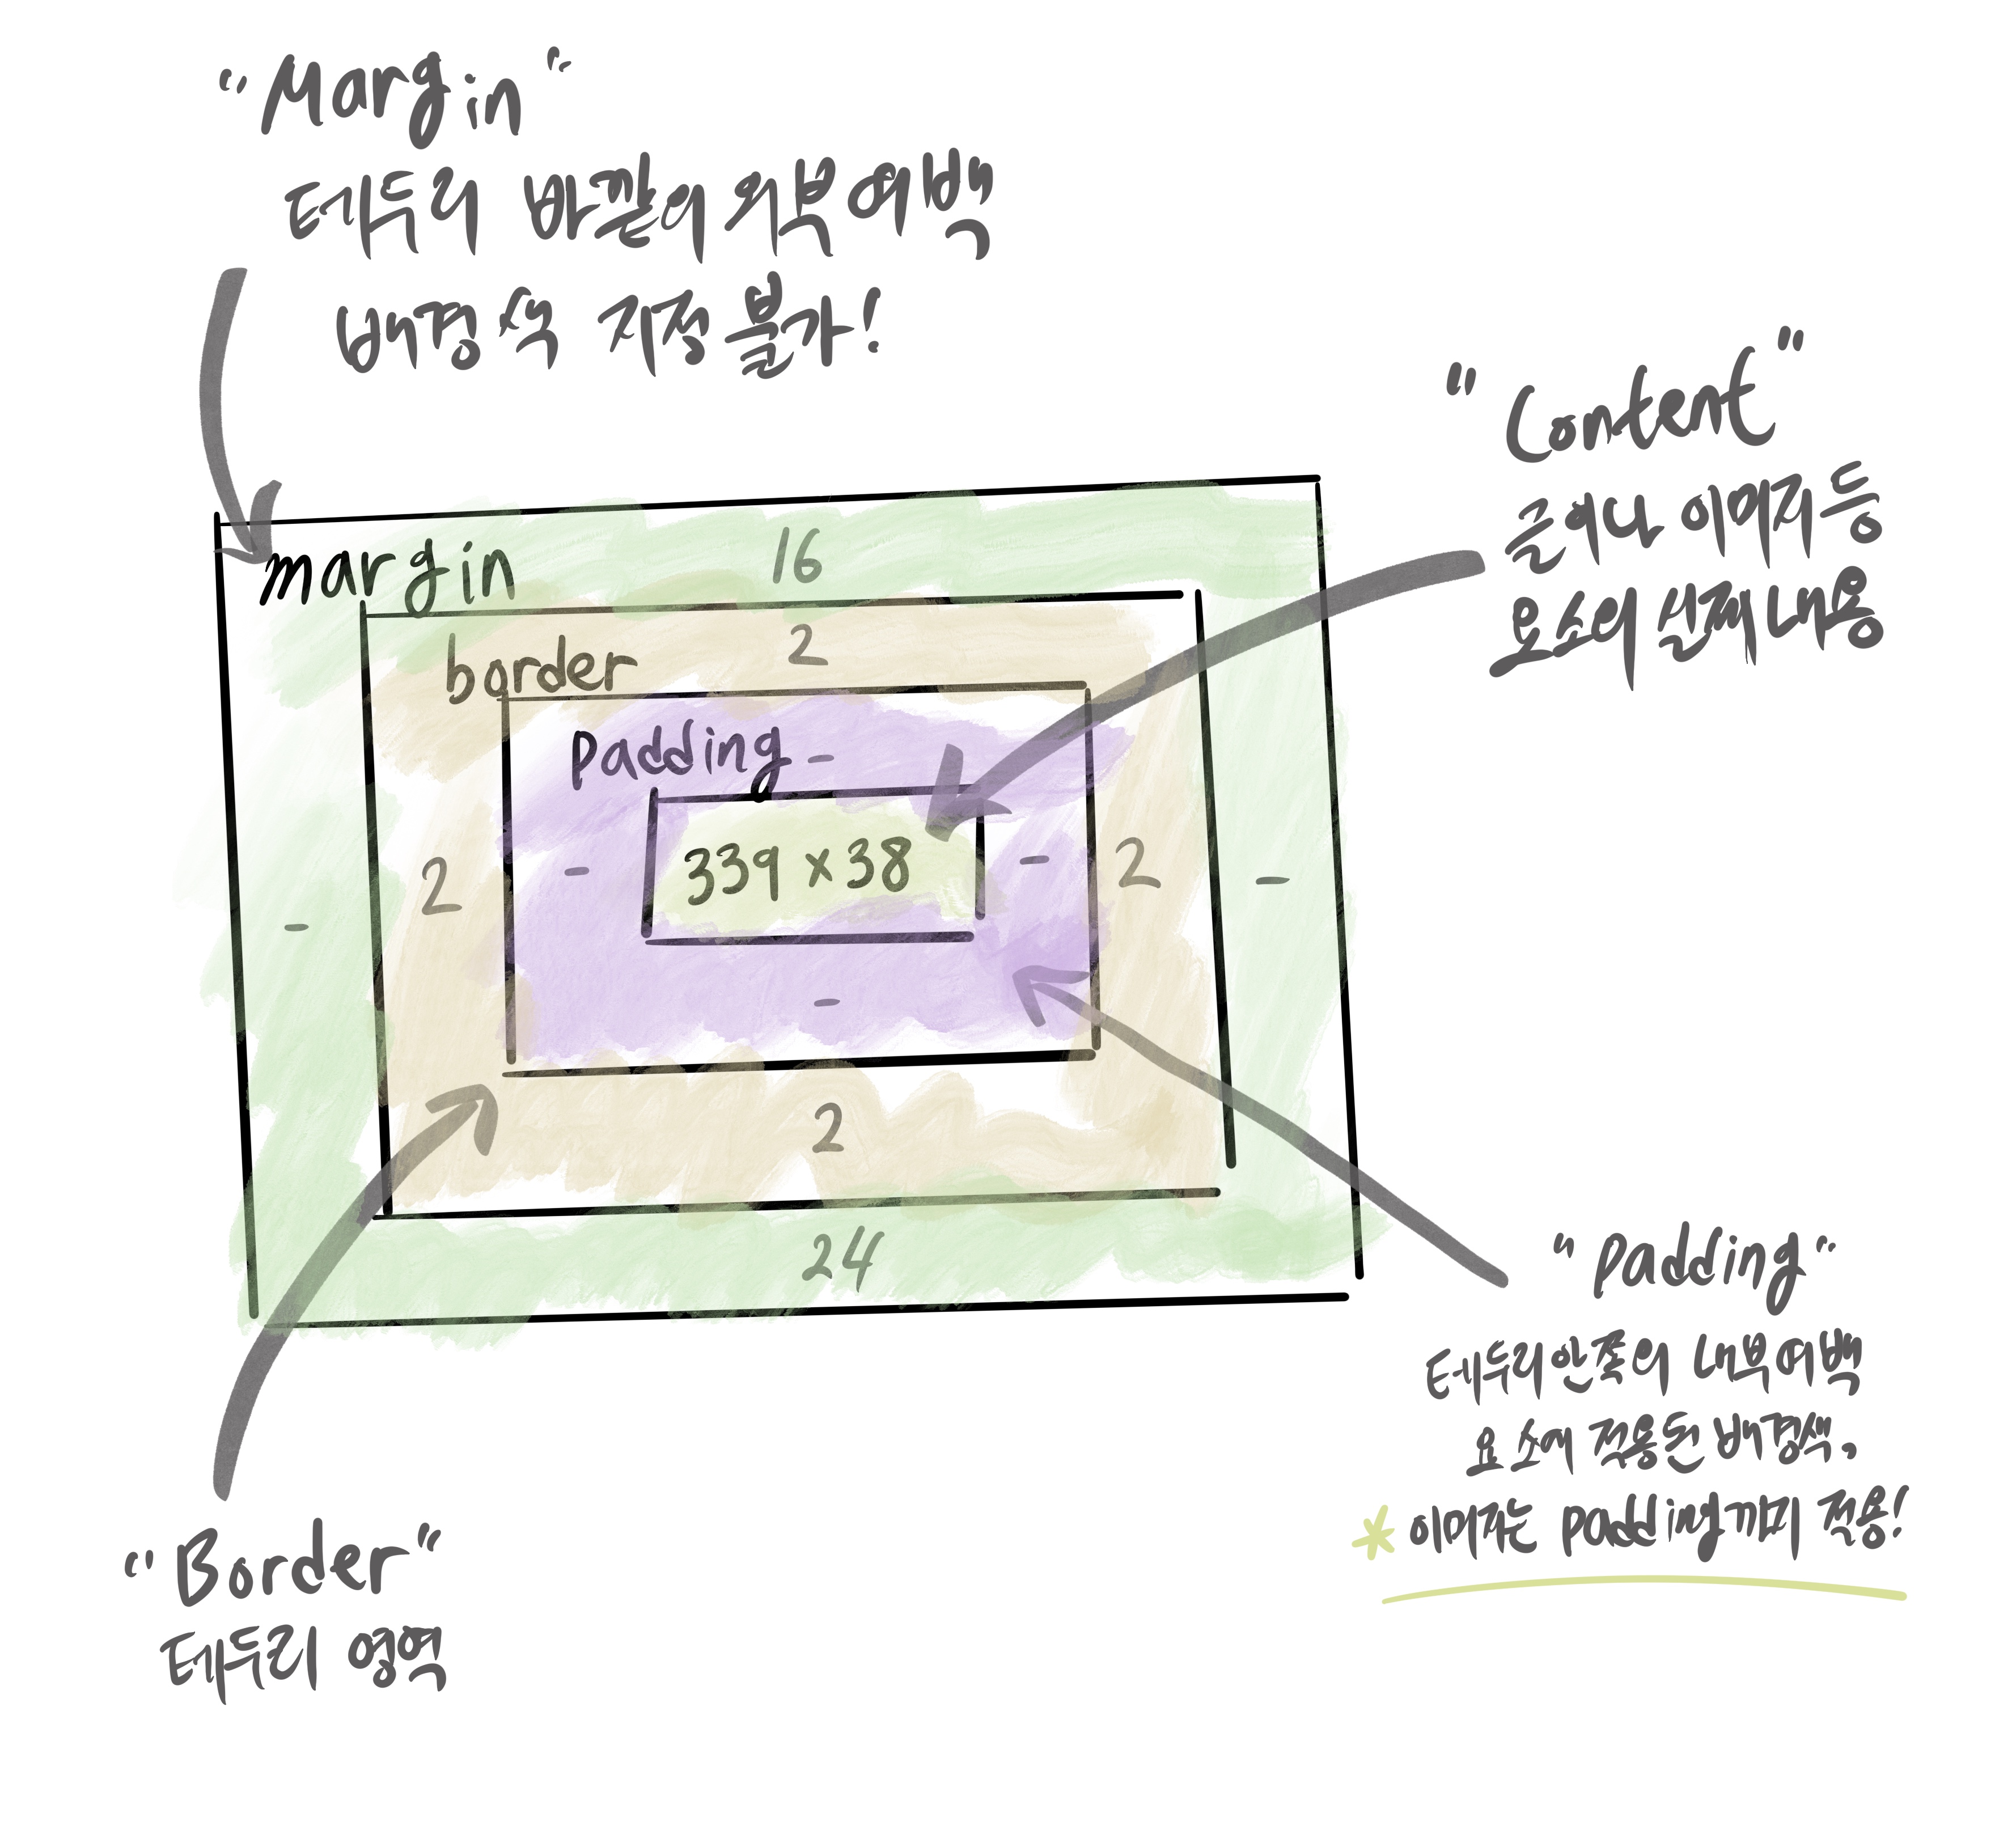 "Margin"
테두리 바깥의 외부여백
배경색 지정 불가!
"Content"
글이나 이미지 등
요소의 실제 내용
margin 16
border 2
padding -
- 2 - 339 x 38 - 2 -
-
2
24
"padding"
테두리 안쪽의 내부여백
요소에 적용된 배경색,
* 이미지는 padding까지 적용!
"Border"
테두리 영역